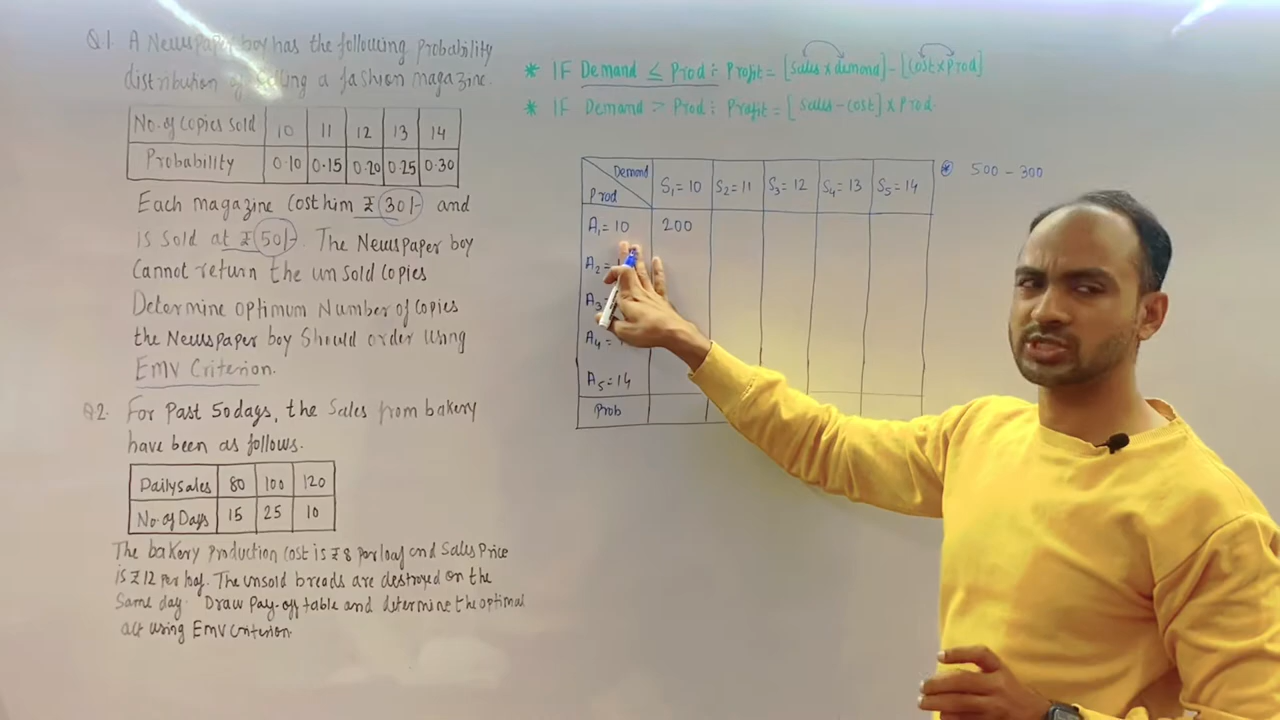 Q.1. A Newspaper boy has the following probability
distribution of selling a fashion magazine.
No. of copies sold 10 11 12 13 14
Probability 0.10 0.15 0.20 0.25 0.30
Each magazine cost him ₹ 30/- and
is sold at ₹ 50/-. The Newspaper boy
Cannot return the unsold copies
Determine optimum Number of copies
the Newspaper boy Should order Using
EMV Criterion.
Q2. For Past 50 days, the Sales from bakery
have been as follows.
Daily sales 80 100 120
No. of Days 15 25 10
The bakery Production Cost is ₹ 8 Per loaf and Sales Price
is ₹ 12 Per loaf. The unsold breads are destroyed on the
Same day. Draw Pay-off table and determine the optimal
act using Emv Criterion.
* IF Demand ≤ Prod : Profit = [Sales x demand] - [Cost x Prod]
* IF Demand > Prod : Profit = [Sales - Cost] x Prod.
Demand
Prod S₁=10 S₂=11 S₃=12 S₄=13 S₅=14
A₁=10 200
A₂=
A₃=
A₄=
A₅=14
Prob
* 500 - 300